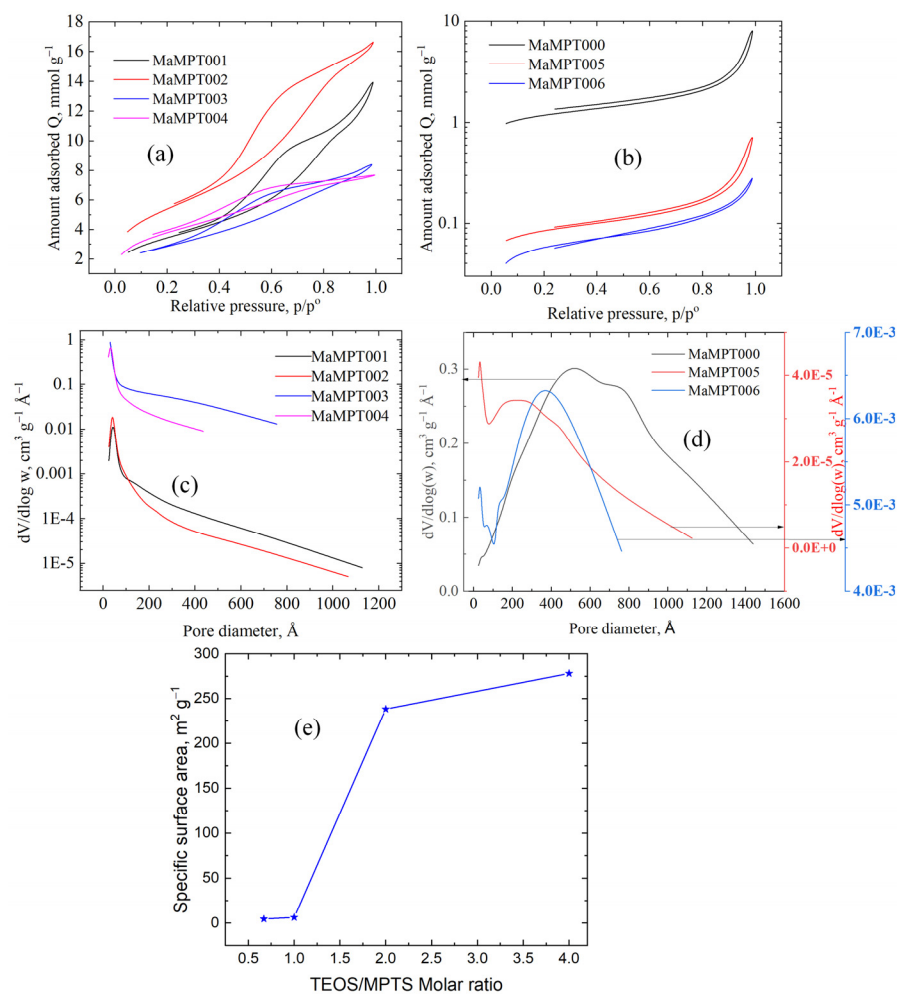 18
16
14
12
10
8
6
4
2
Amount adsorbed Q, mmol g⁻¹
MaMPT001
MaMPT002
MaMPT003
MaMPT004
(a)
0.0 0.2 0.4 0.6 0.8 1.0
Relative pressure, p/pº
10
1
0.1
Amount adsorbed Q, mmol g⁻¹
MaMPT000
MaMPT005
MaMPT006
(b)
0.0 0.2 0.4 0.6 0.8 1.0
Relative pressure, p/pº
1
0.1
0.01
0.001
1E-4
1E-5
dV/dlog w, cm³ g⁻¹ Å⁻¹
MaMPT001
MaMPT002
MaMPT003
MaMPT004
(c)
0 200 400 600 800 1000 1200
Pore diameter, Å
0.3
0.2
0.1
0.0
dV/dlog(w), cm³ g⁻¹ Å⁻¹
MaMPT000
MaMPT005
MaMPT006
(d)
0 200 400 600 800 1000 1200 1400 1600
Pore diameter, Å
4.0E-5
2.0E-5
0.0E+0
dV/dlog(w), cm³ g⁻¹ Å⁻¹
7.0E-3
6.0E-3
5.0E-3
4.0E-3
dV/dlog(w), cm³ g⁻¹ Å⁻¹
300
250
200
150
100
50
0
Specific surface area, m² g⁻¹
(e)
0.5 1.0 1.5 2.0 2.5 3.0 3.5 4.0
TEOS/MPTS Molar ratio